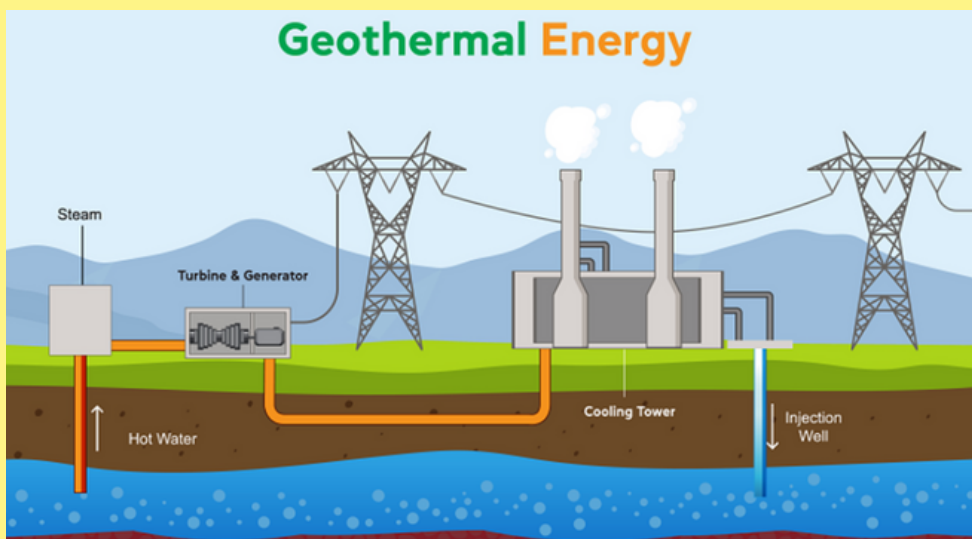 Geothermal Energy
Steam
Turbine & Generator
Hot Water
Cooling Tower
Injection
Well